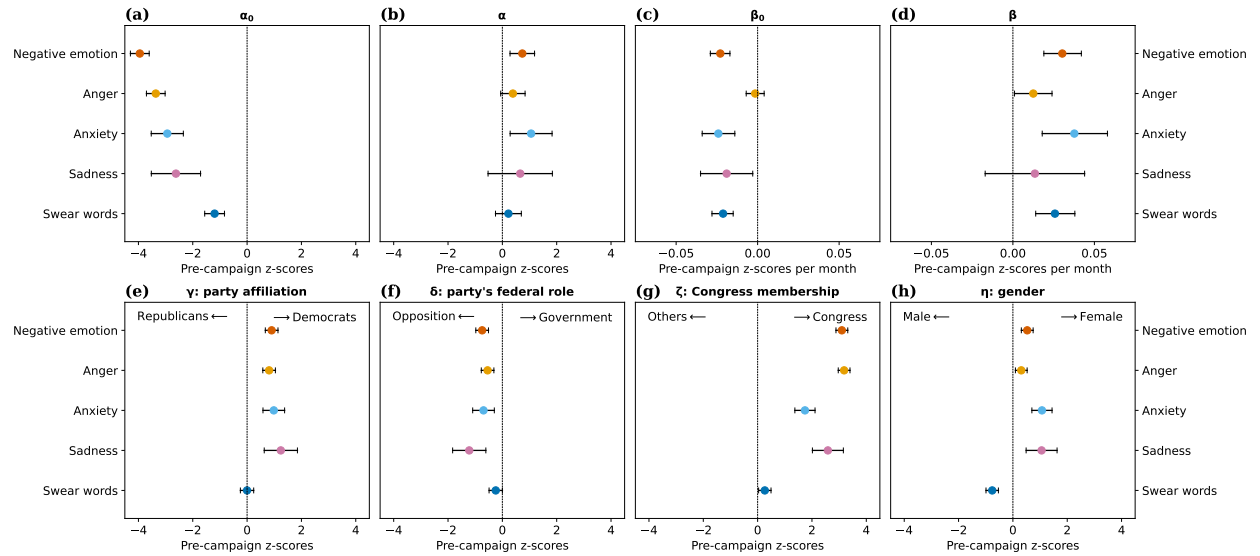 (a) α₀ (b) α (c) β₀ (d) β
Negative emotion Negative emotion
Anger Anger
Anxiety Anxiety
Sadness Sadness
Swear words Swear words
−4 −2 0 2 4 −4 −2 0 2 4 −0.05 0.00 0.05 −0.05 0.00 0.05
Pre-campaign z-scores Pre-campaign z-scores Pre-campaign z-scores per month Pre-campaign z-scores per month
(e) γ: party affiliation (f) δ: party's federal role (g) ζ: Congress membership (h) η: gender
Republicans ⟵ ⟶ Democrats Opposition ⟵ ⟶ Government Others ⟵ ⟶ Congress Male ⟵ ⟶ Female
Negative emotion Negative emotion
Anger Anger
Anxiety Anxiety
Sadness Sadness
Swear words Swear words
−4 −2 0 2 4 −4 −2 0 2 4 −4 −2 0 2 4 −4 −2 0 2 4
Pre-campaign z-scores Pre-campaign z-scores Pre-campaign z-scores Pre-campaign z-scores